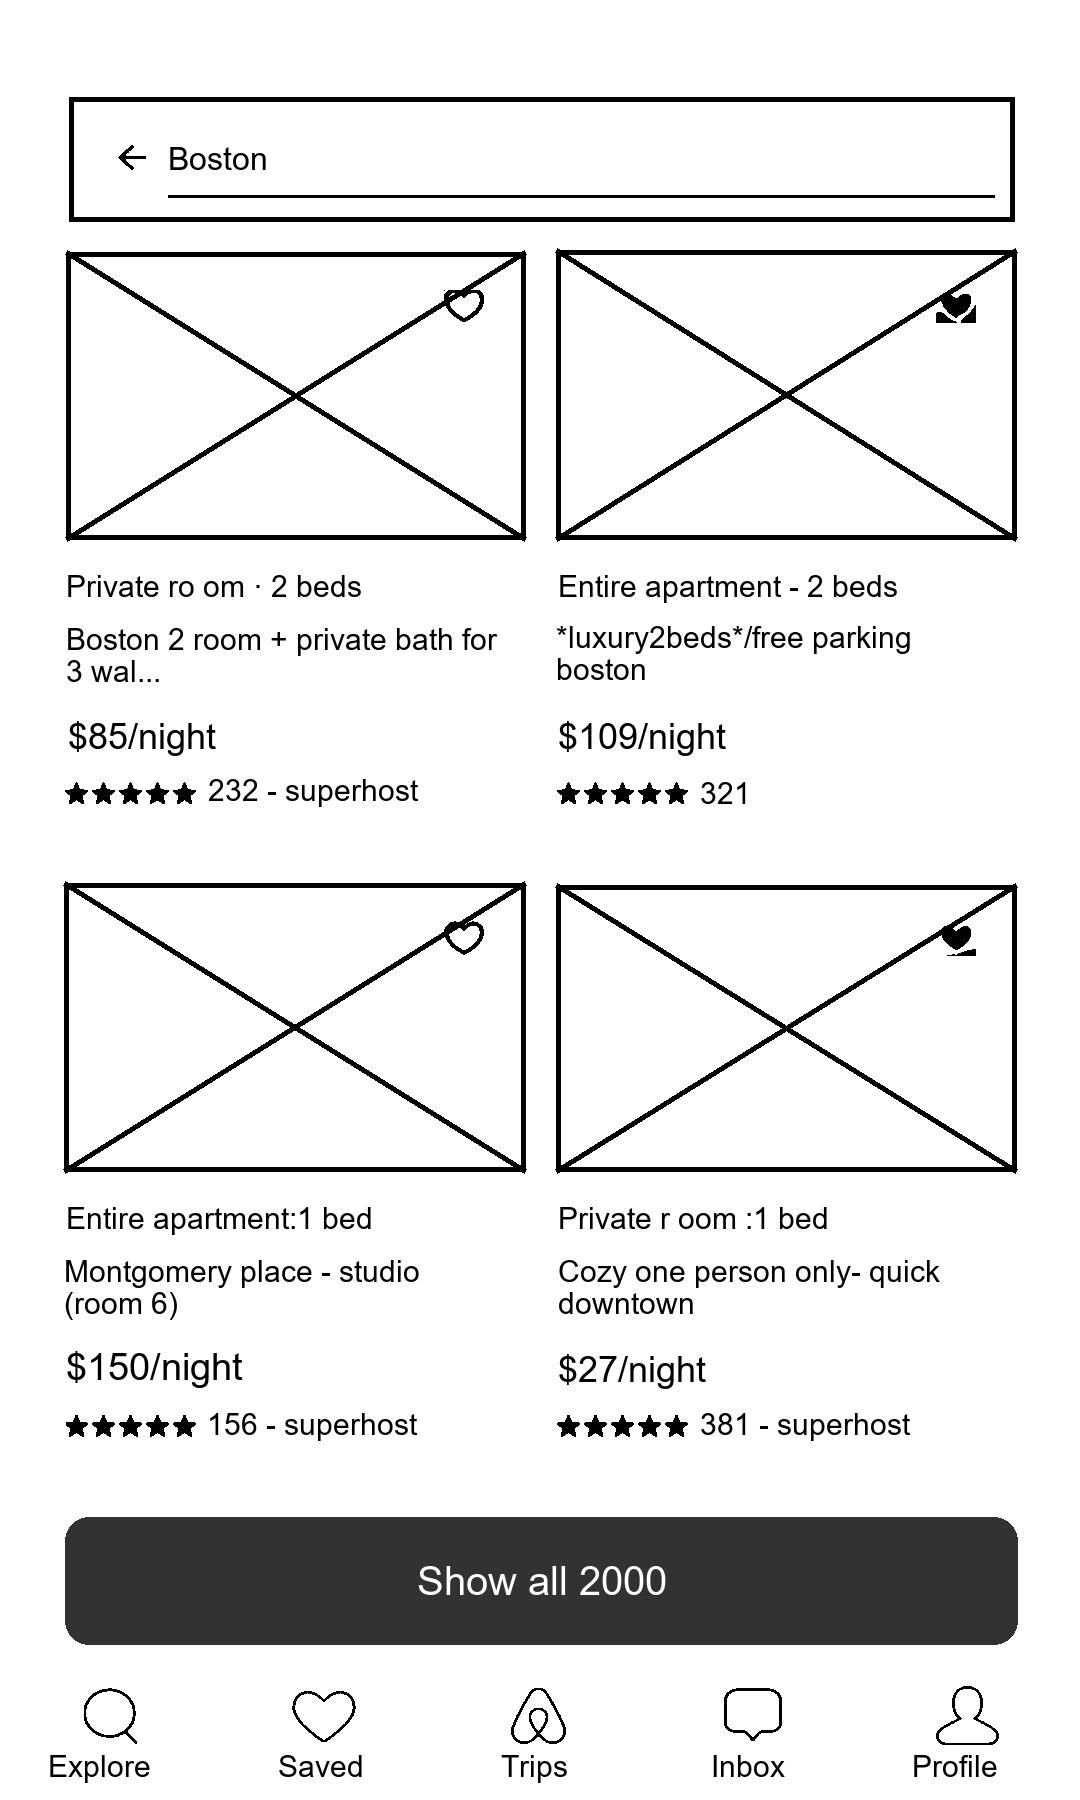 Boston
Private ro om · 2 beds
Boston 2 room + private bath for
3 wal...
$85/night
232 - superhost
Entire apartment - 2 beds
*luxury2beds*/free parking
boston
$109/night
321
Entire apartment:1 bed
Montgomery place - studio
(room 6)
$150/night
156 - superhost
Private r oom :1 bed
Cozy one person only- quick
downtown
$27/night
381 - superhost
Show all 2000
Explore
Saved
Trips
Inbox
Profile